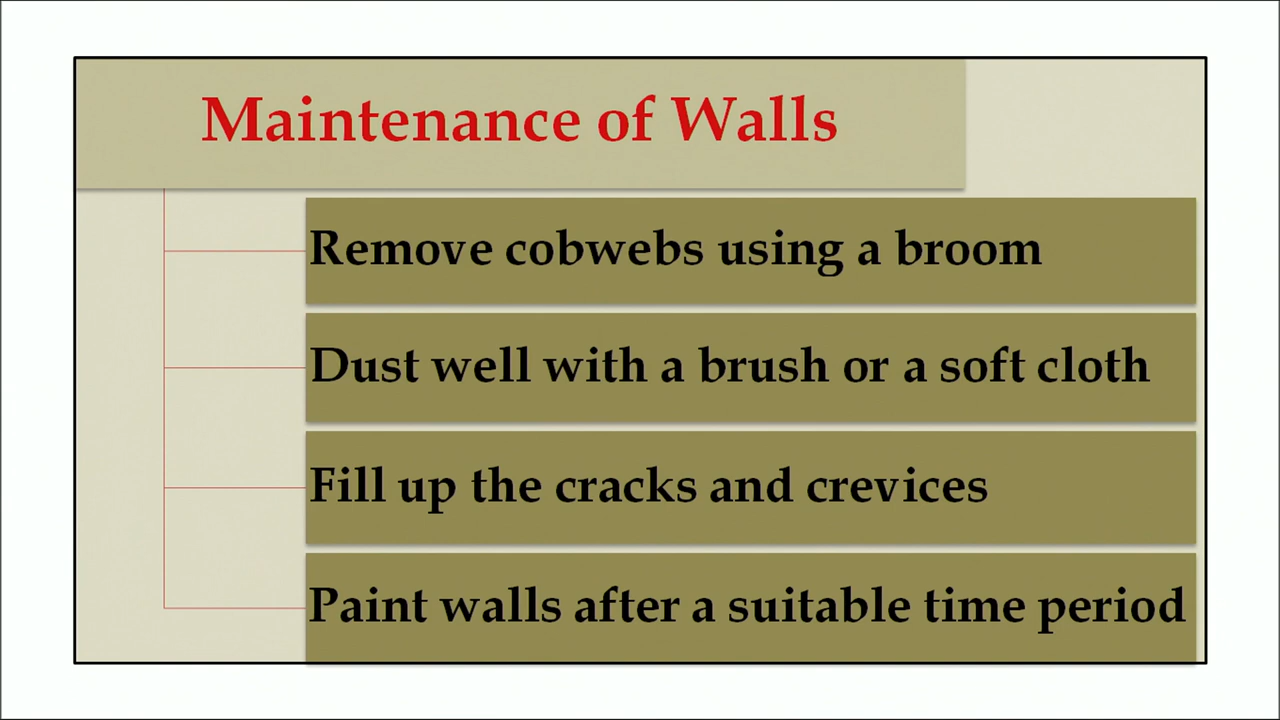 Maintenance of Walls
Remove cobwebs using a broom
Dust well with a brush or a soft cloth
Fill up the cracks and crevices
Paint walls after a suitable time period